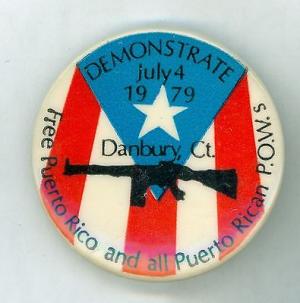 DEMONSTRATE
july 4
1979
Danbury, Ct.
Free Puerto Rico and all Puerto Rican P.O.W.s